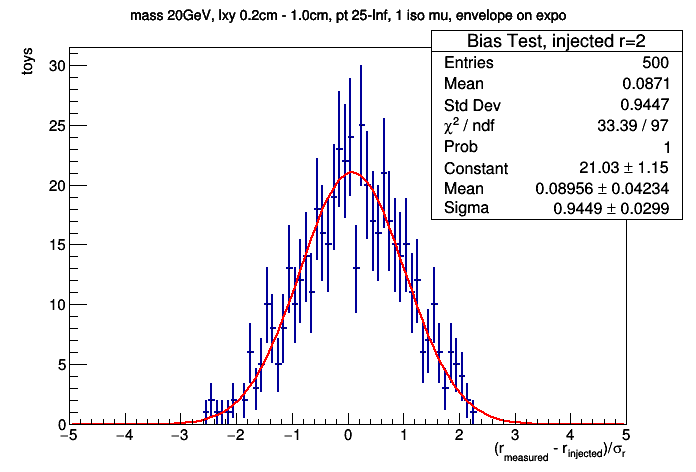 mass 20GeV, lxy 0.2cm - 1.0cm, pt 25-Inf, 1 iso mu, envelope on expo
Bias Test, injected r=2
Entries 500
Mean 0.0871
Std Dev 0.9447
χ² / ndf 33.39 / 97
Prob 1
Constant 21.03 ± 1.15
Mean 0.08956 ± 0.04234
Sigma 0.9449 ± 0.0299
toys
30
25
20
15
10
5
0
−5 −4 −3 −2 −1 0 1 2 3 4 5
(r_measured - r_injected)/σ_r